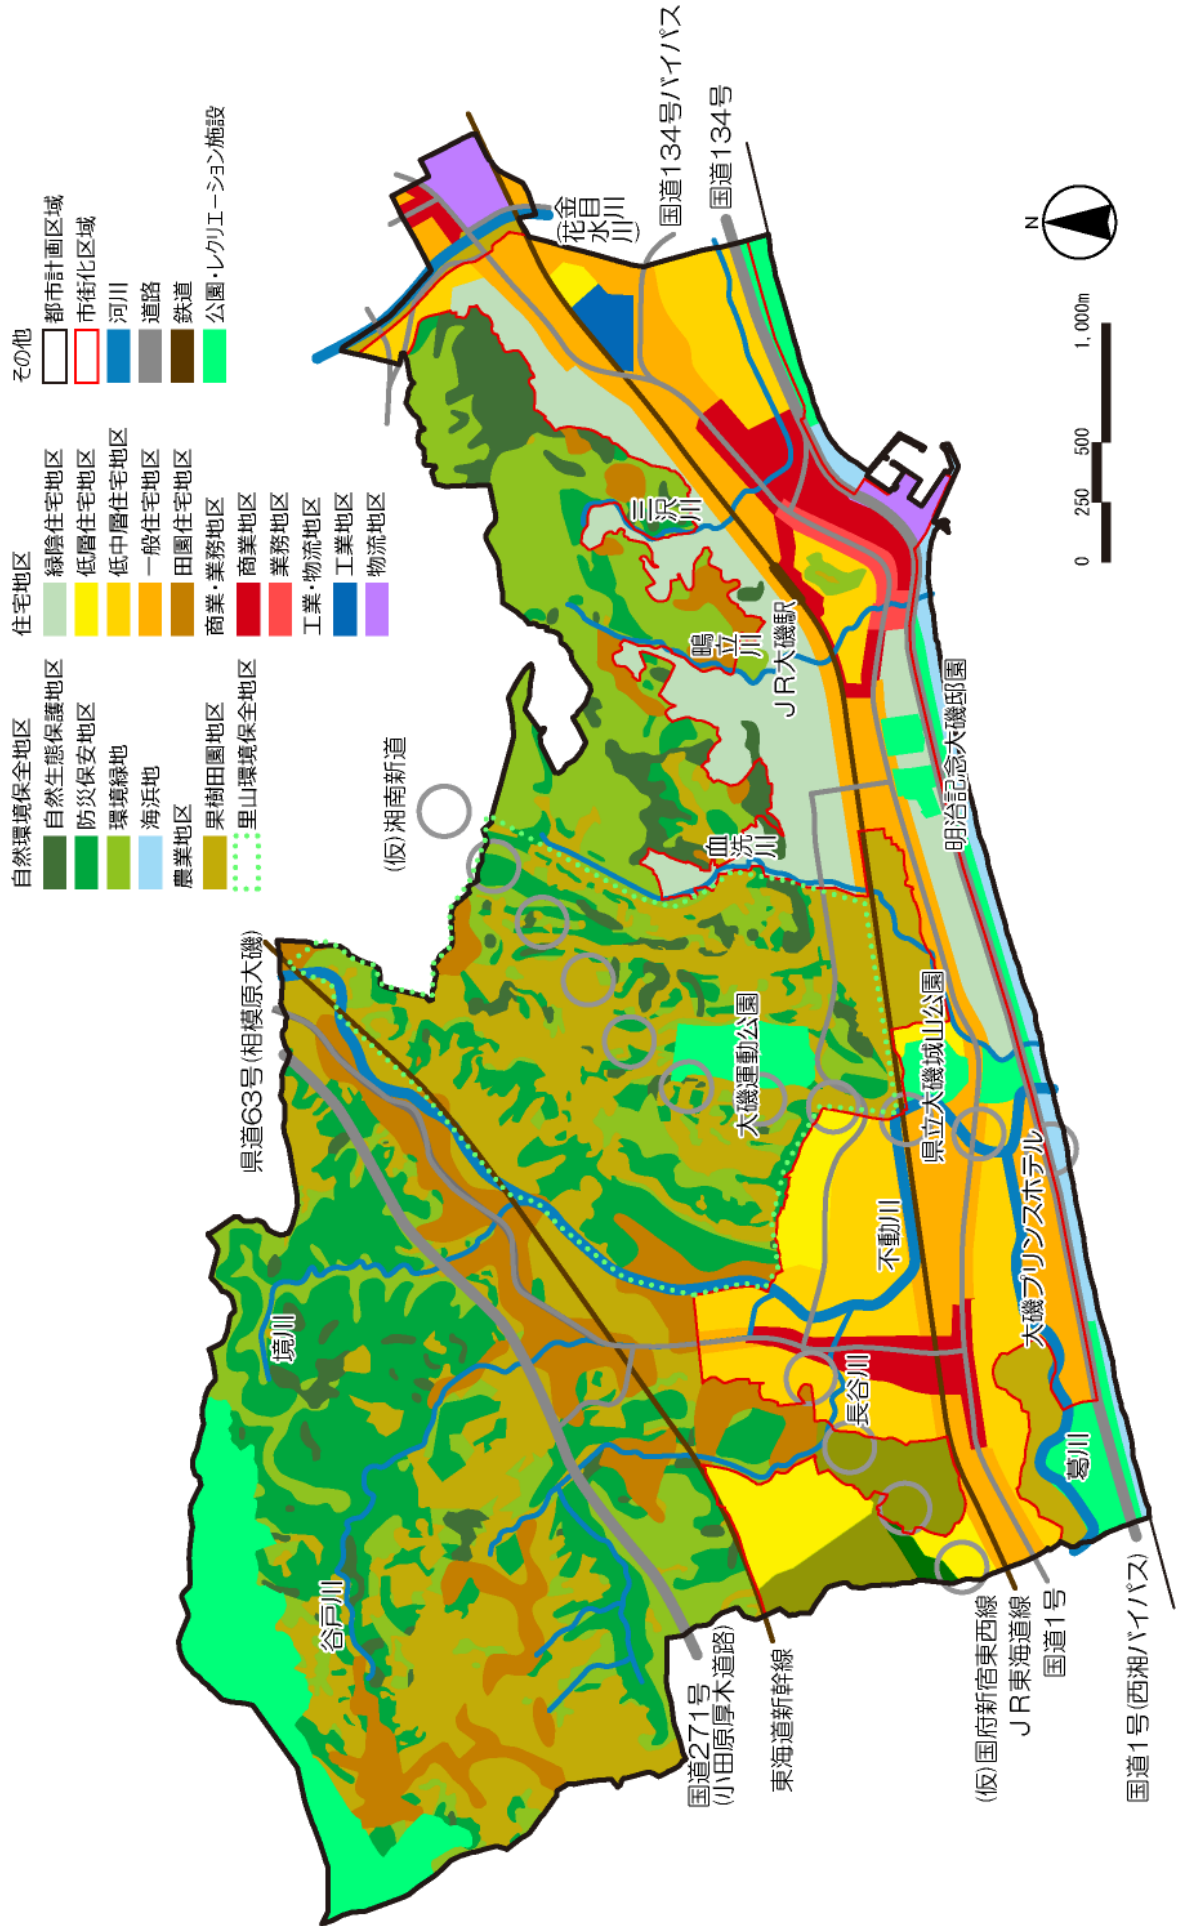 自然環境保全地区
自然生態保護地区
防災保安地区
環境緑地
海浜地
農業地区
果樹田園地区
里山環境保全地区
住宅地区
緑陰住宅地区
低層住宅地区
低中層住宅地区
一般住宅地区
田園住宅地区
商業・業務地区
商業地区
業務地区
工業・物流地区
工業地区
物流地区
その他
都市計画区域
市街化区域
河川
道路
鉄道
公園・レクリエーション施設
県道63号(相模原大磯)
(仮)湘南新道
境川
谷戸川
金目川
(花水川)
国道134号バイパス
国道134号
三沢川
鴫立川
JR大磯駅
血洗川
明治記念大磯邸園
大磯運動公園
県立大磯城山公園
不動川
大磯プリンスホテル
長谷川
葛川
国道271号
(小田原厚木道路)
東海道新幹線
(仮)国府新宿東西線
JR東海道線
国道1号
国道1号(西湘バイパス)
N
0
250
500
1,000m